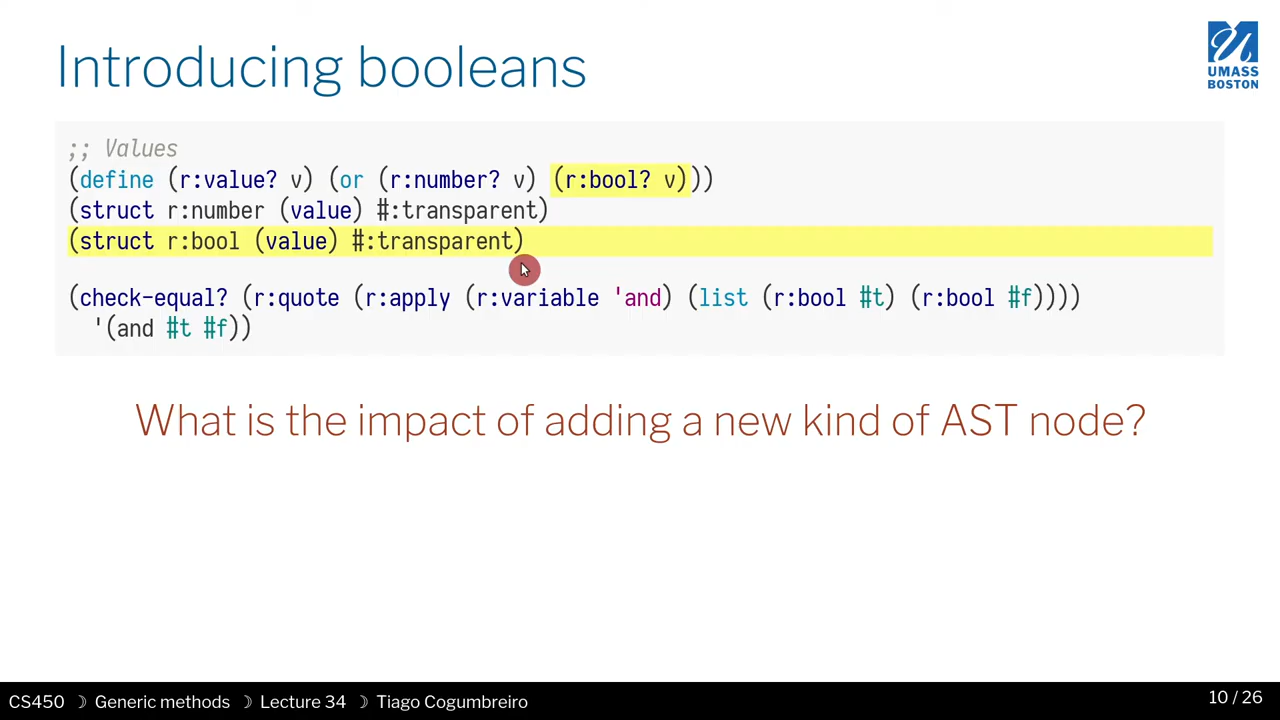 Introducing booleans
UMASS
BOSTON
;; Values
(define (r:value? v) (or (r:number? v) (r:bool? v)))
(struct r:number (value) #:transparent)
(struct r:bool (value) #:transparent)
(check-equal? (r:quote (r:apply (r:variable 'and) (list (r:bool #t) (r:bool #f))))
'(and #t #f))
What is the impact of adding a new kind of AST node?
CS450 ☽ Generic methods ☽ Lecture 34 ☽ Tiago Cogumbreiro
10 / 26